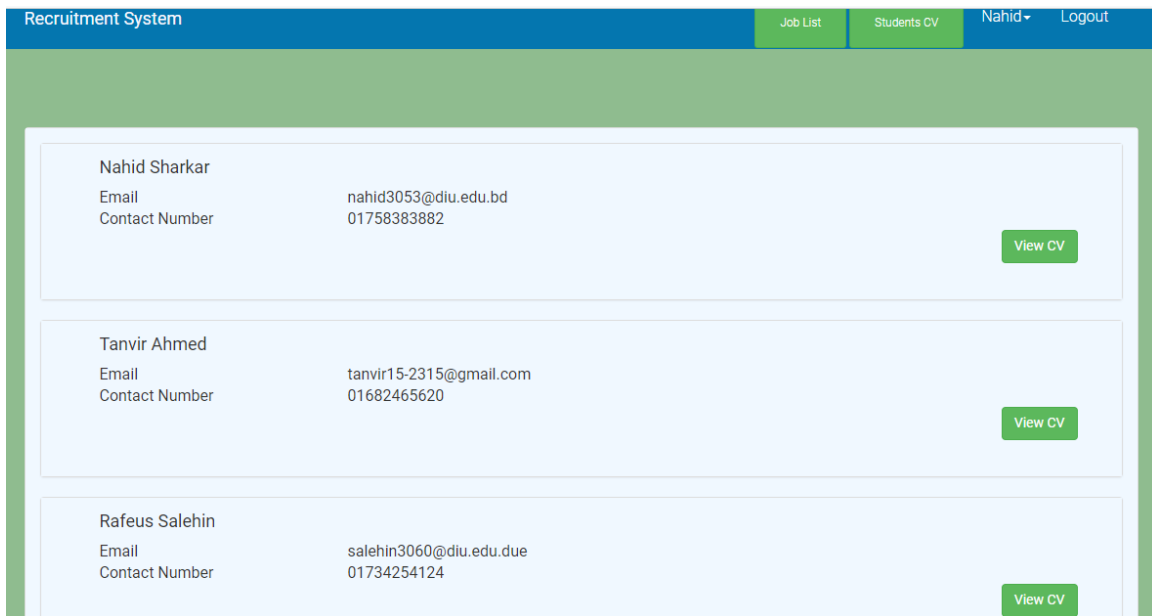 Recruitment System Job List Students CV Nahid Logout
Nahid Sharkar
Email nahid3053@diu.edu.bd
Contact Number 01758383882
View CV
Tanvir Ahmed
Email tanvir15-2315@gmail.com
Contact Number 01682465620
View CV
Rafeus Salehin
Email salehin3060@diu.edu.due
Contact Number 01734254124
View CV